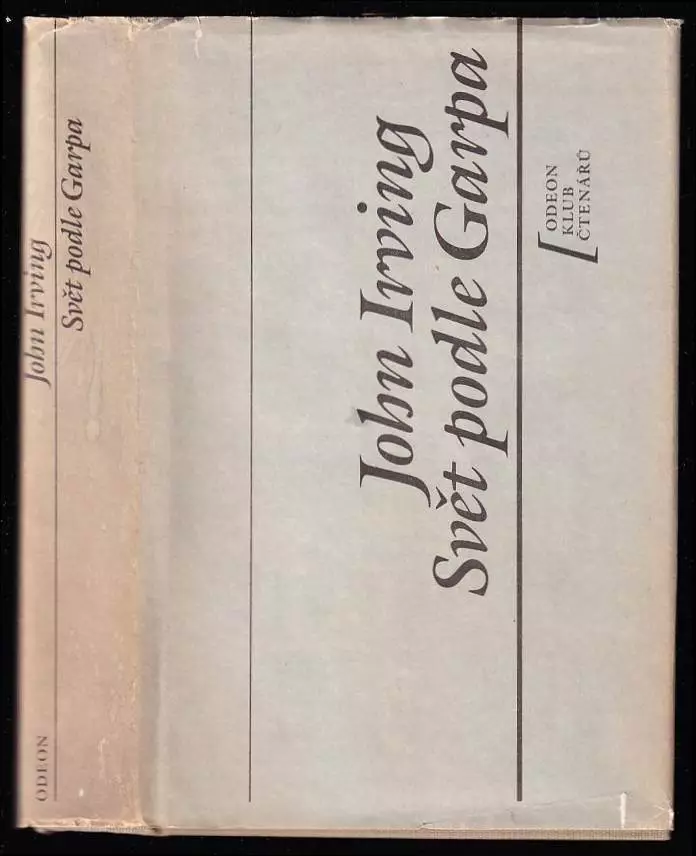 John Irving
Svět podle Garpa
ODEON
John Irving
Svět podle Garpa
ODEON
KLUB
ČTENÁŘŮ